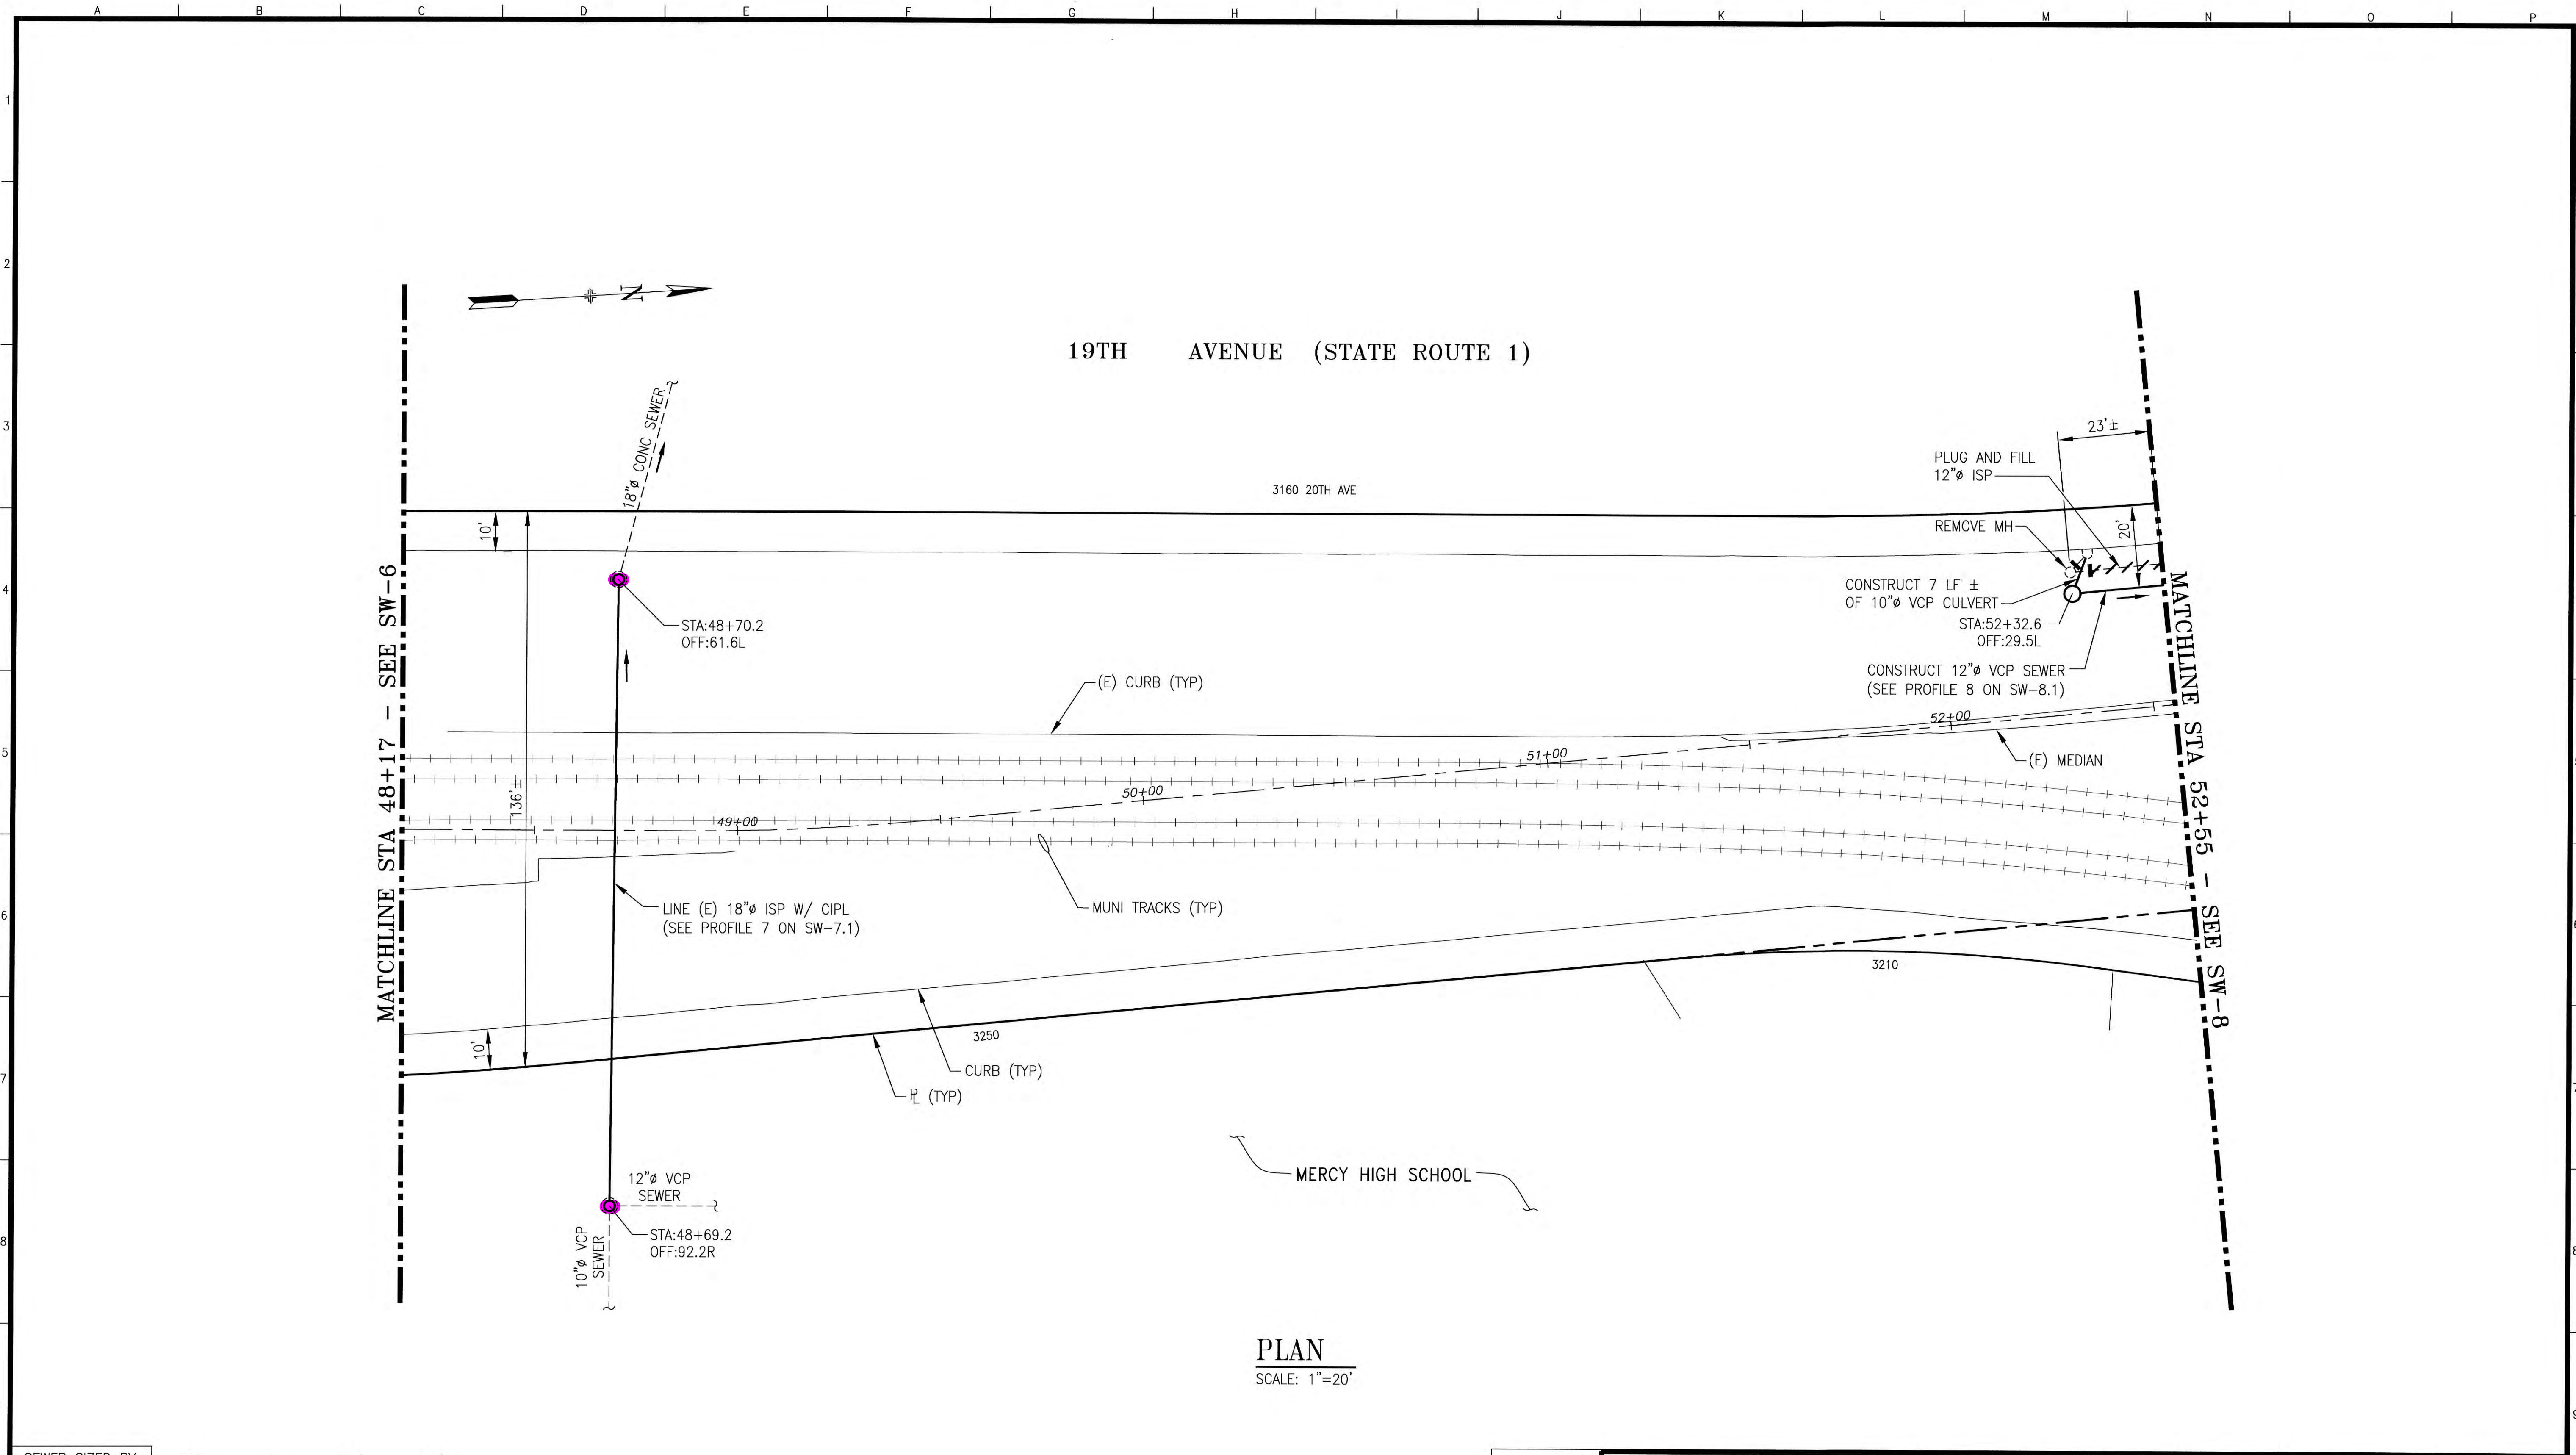 A B C D E F G H I J K L M N O P
1
2
3
4
5
6
7
8
N
19TH AVENUE (STATE ROUTE 1)
18"ø CONC SEWER
3160 20TH AVE
10'
136'±
23'±
PLUG AND FILL
12"ø ISP
REMOVE MH
20'
CONSTRUCT 7 LF ±
OF 10"ø VCP CULVERT
STA:52+32.6
OFF:29.5L
CONSTRUCT 12"ø VCP SEWER
(SEE PROFILE 8 ON SW-8.1)
STA:48+70.2
OFF:61.6L
(E) CURB (TYP)
49+00
50+00
51+00
52+00
(E) MEDIAN
MATCHLINE STA 48+17 - SEE SW-6
MATCHLINE STA 52+55 - SEE SW-8
LINE (E) 18"ø ISP W/ CIPL
(SEE PROFILE 7 ON SW-7.1)
MUNI TRACKS (TYP)
3210
3250
10'
CURB (TYP)
PL (TYP)
MERCY HIGH SCHOOL
12"ø VCP
SEWER
STA:48+69.2
OFF:92.2R
10"ø VCP
SEWER
PLAN
SCALE: 1"=20'